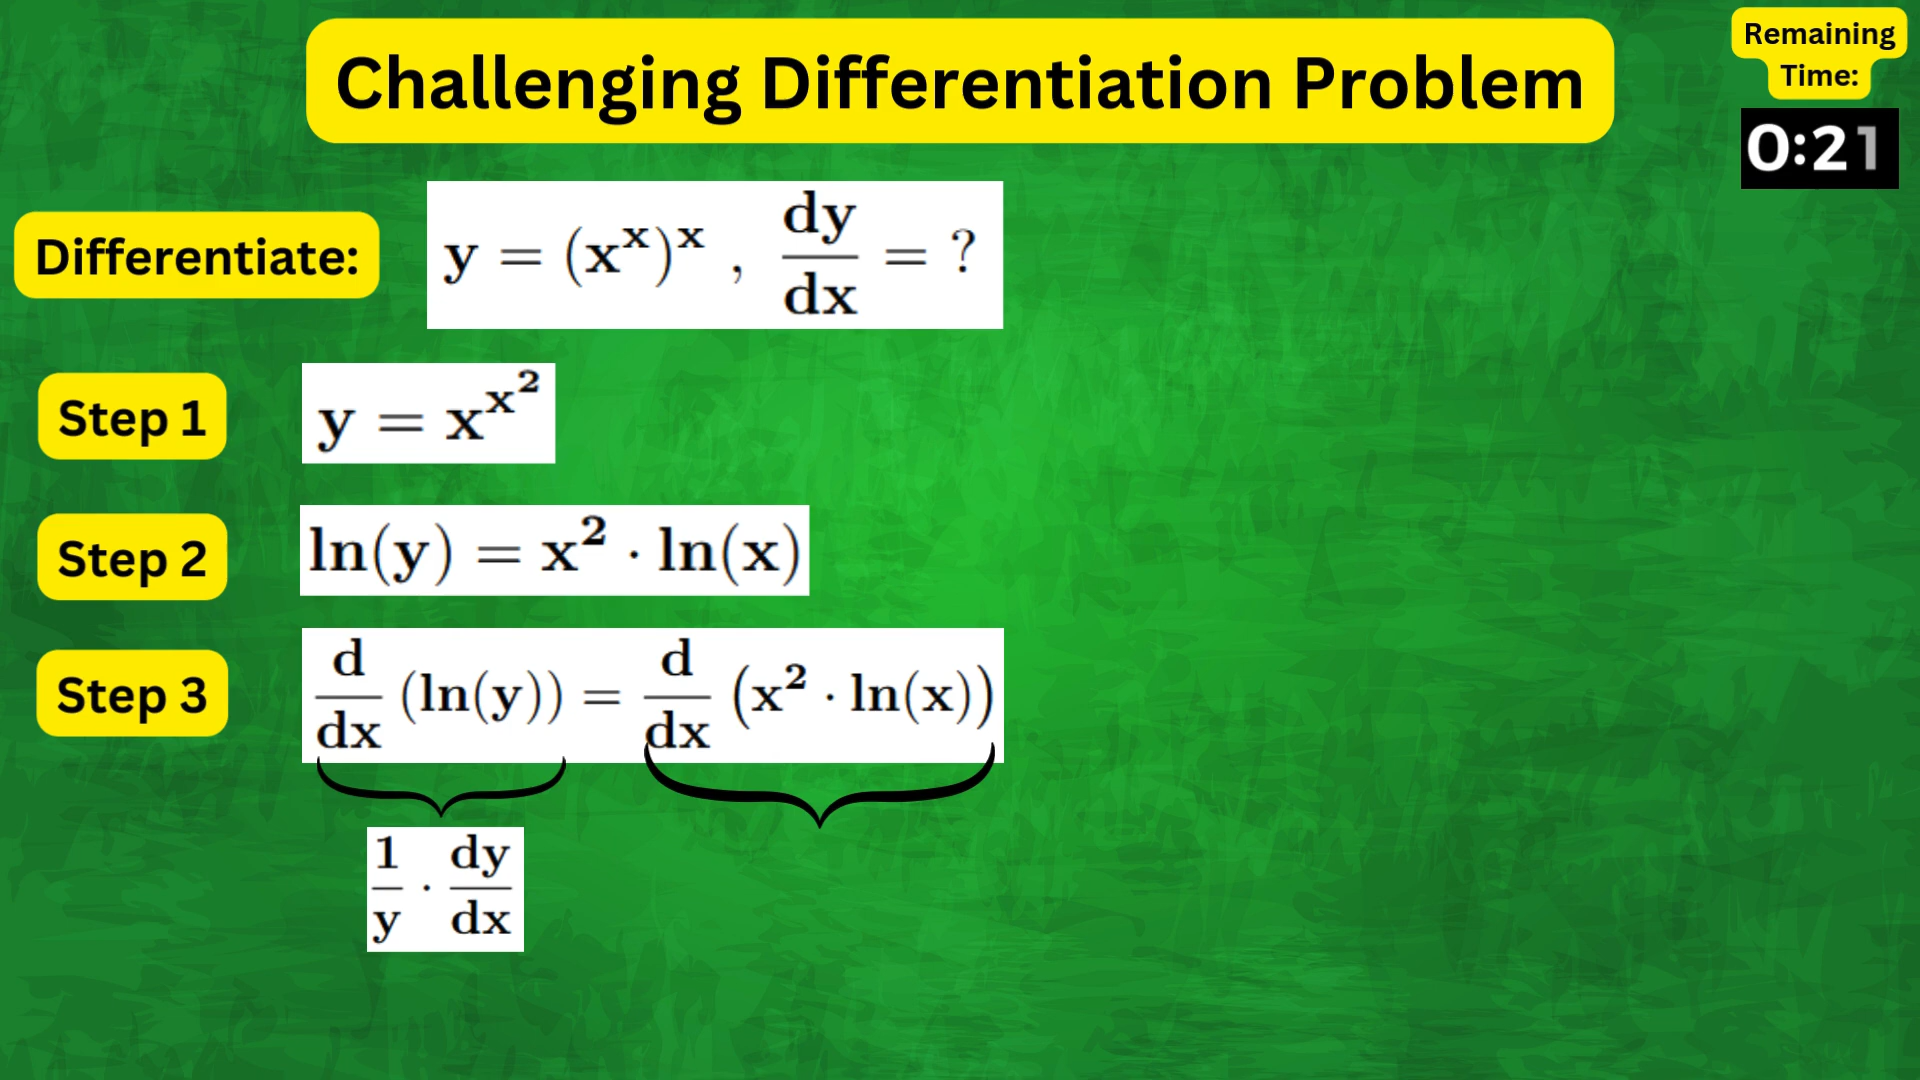 Challenging Differentiation Problem
Remaining
Time:
0:21
Differentiate: y = (x^x)^x , dy/dx = ?
Step 1 y = x^{x^2}
Step 2 ln(y) = x^2 · ln(x)
Step 3 d/dx (ln(y)) = d/dx (x^2 · ln(x))
1/y · dy/dx